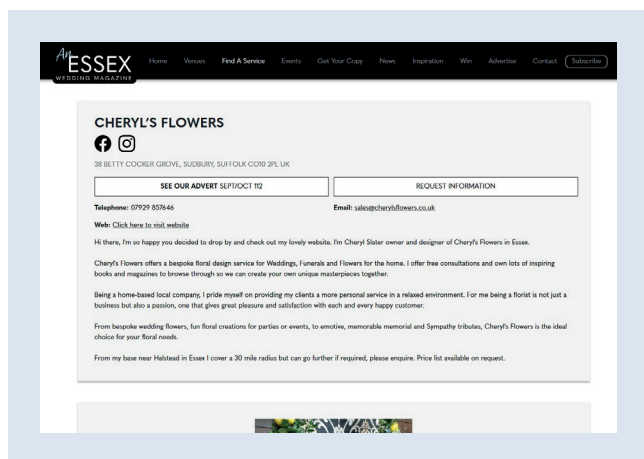 An
ESSEX
WEDDING MAGAZINE
Home Venues Find A Service Events Get Your Copy News Inspiration Win Advertise Contact Subscribe
CHERYL'S FLOWERS
38 BETTY COCKER GROVE, SUDBURY, SUFFOLK CO10 2PL UK
SEE OUR ADVERT SEPT/OCT 112
REQUEST INFORMATION
Telephone: 07929 857646
Email: sales@cherylsflowers.co.uk
Web: Click here to visit website
Hi there, I'm so happy you decided to drop by and check out my lovely website. I'm Cheryl Slater owner and designer of Cheryl's Flowers in Essex.
Cheryl's Flowers offers a bespoke floral design service for Weddings, Funerals and Flowers for the home. I offer free consultations and own lots of inspiring
books and magazines to browse through so we can create your own unique masterpieces together.
Being a home-based local company, I pride myself on providing my clients a more personal service in a relaxed environment. For me being a florist is not just a
business but also a passion, one that gives great pleasure and satisfaction with each and every happy customer.
From bespoke wedding flowers, fun floral creations for parties or events, to emotive, memorable memorial and Sympathy tributes, Cheryl's Flowers is the ideal
choice for your floral needs.
From my base near Halstead in Essex I cover a 30 mile radius but can go further if required, please enquire. Price list available on request.